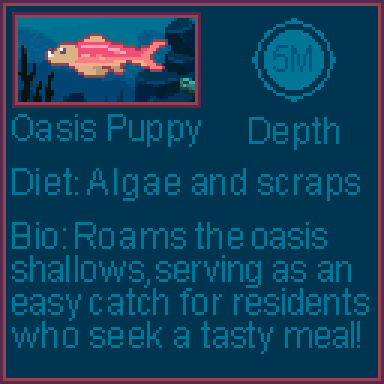 5M
Oasis Puppy
Depth
Diet: Algae and scraps
Bio: Roams the oasis
shallows, serving as an
easy catch for residents
who seek a tasty meal!